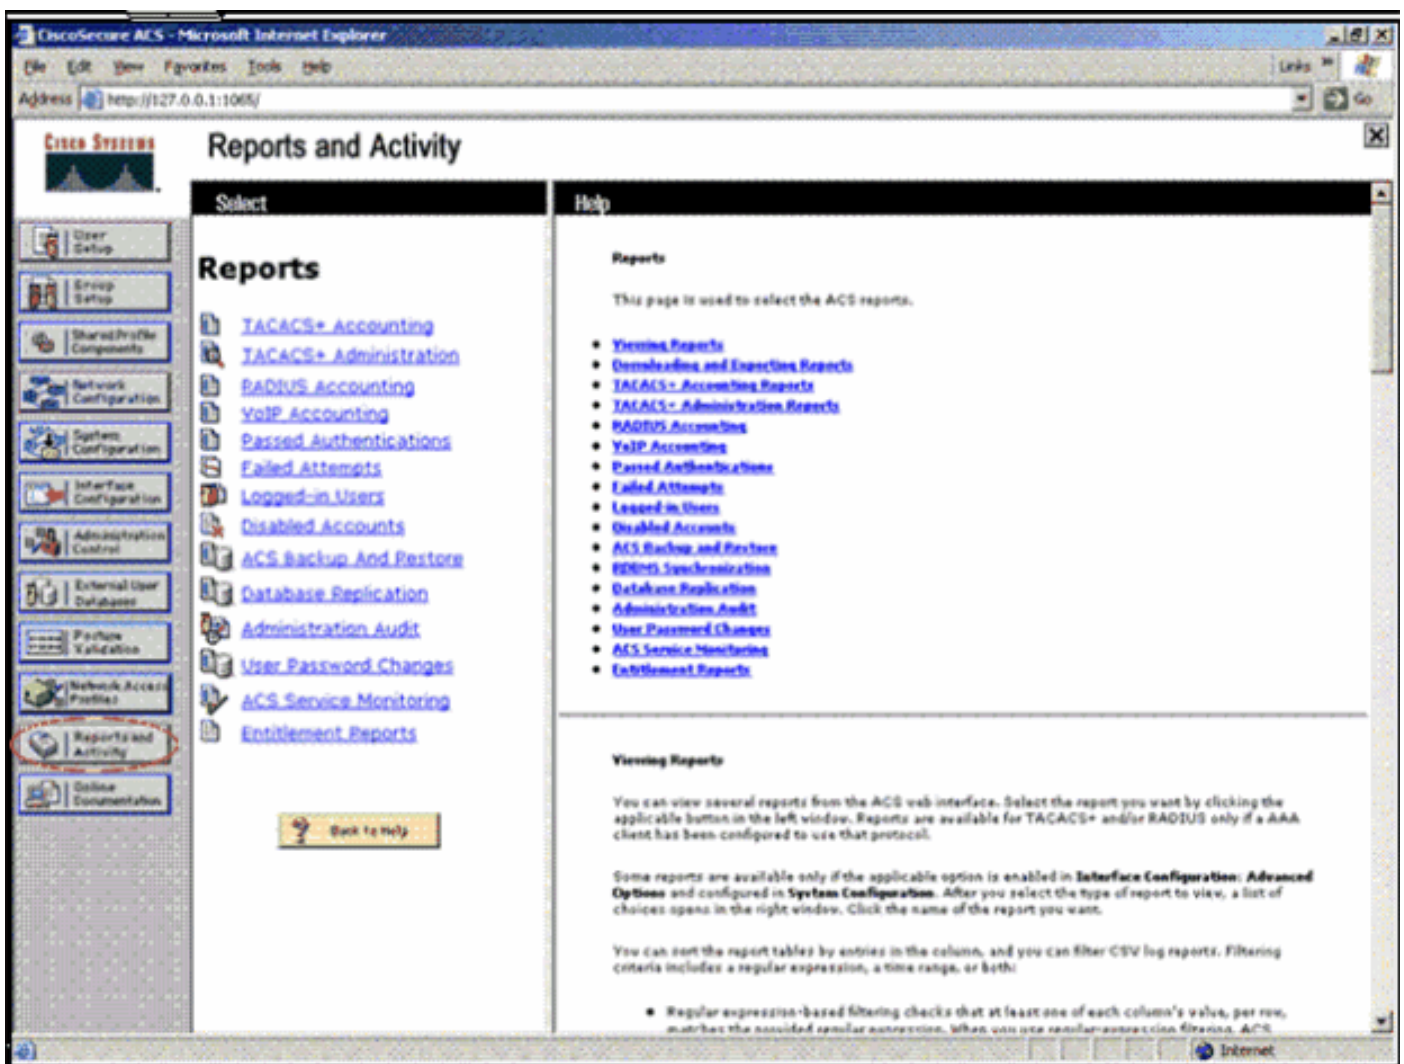 CiscoSecure ACS - Microsoft Internet Explorer
File Edit View Favorites Tools Help
Links »
Address http://127.0.0.1:1065/
Go
CISCO SYSTEMS
Reports and Activity
Select
Help
User
Setup
Group
Setup
Shared Profile
Components
Network
Configuration
System
Configuration
Interface
Configuration
Administration
Control
External User
Databases
Posture
Validation
Network Access
Profiles
Reports and
Activity
Online
Documentation
Reports
TACACS+ Accounting
TACACS+ Administration
RADIUS Accounting
VoIP Accounting
Passed Authentications
Failed Attempts
Logged-in Users
Disabled Accounts
ACS Backup And Restore
Database Replication
Administration Audit
User Password Changes
ACS Service Monitoring
Entitlement Reports
Back to Help
Reports
This page is used to select the ACS reports.
Viewing Reports
Downloading and Exporting Reports
TACACS+ Accounting Reports
TACACS+ Administration Reports
RADIUS Accounting
VoIP Accounting
Passed Authentications
Failed Attempts
Logged-in Users
Disabled Accounts
ACS Backup and Restore
RDBMS Synchronization
Database Replication
Administration Audit
User Password Changes
ACS Service Monitoring
Entitlement Reports
Viewing Reports
You can view several reports from the ACS web interface. Select the report you want by clicking the
applicable button in the left window. Reports are available for TACACS+ and/or RADIUS only if a AAA
client has been configured to use that protocol.
Some reports are available only if the applicable option is enabled in Interface Configuration: Advanced
Options and configured in System Configuration. After you select the type of report to view, a list of
choices opens in the right window. Click the name of the report you want.
You can sort the report tables by entries in the column, and you can filter CSV log reports. Filtering
criteria includes a regular expression, a time range, or both:
Regular expression-based filtering checks that at least one of each column's value, per row,
matches the provided regular expression. When you use regular-expression filtering, ACS
Internet